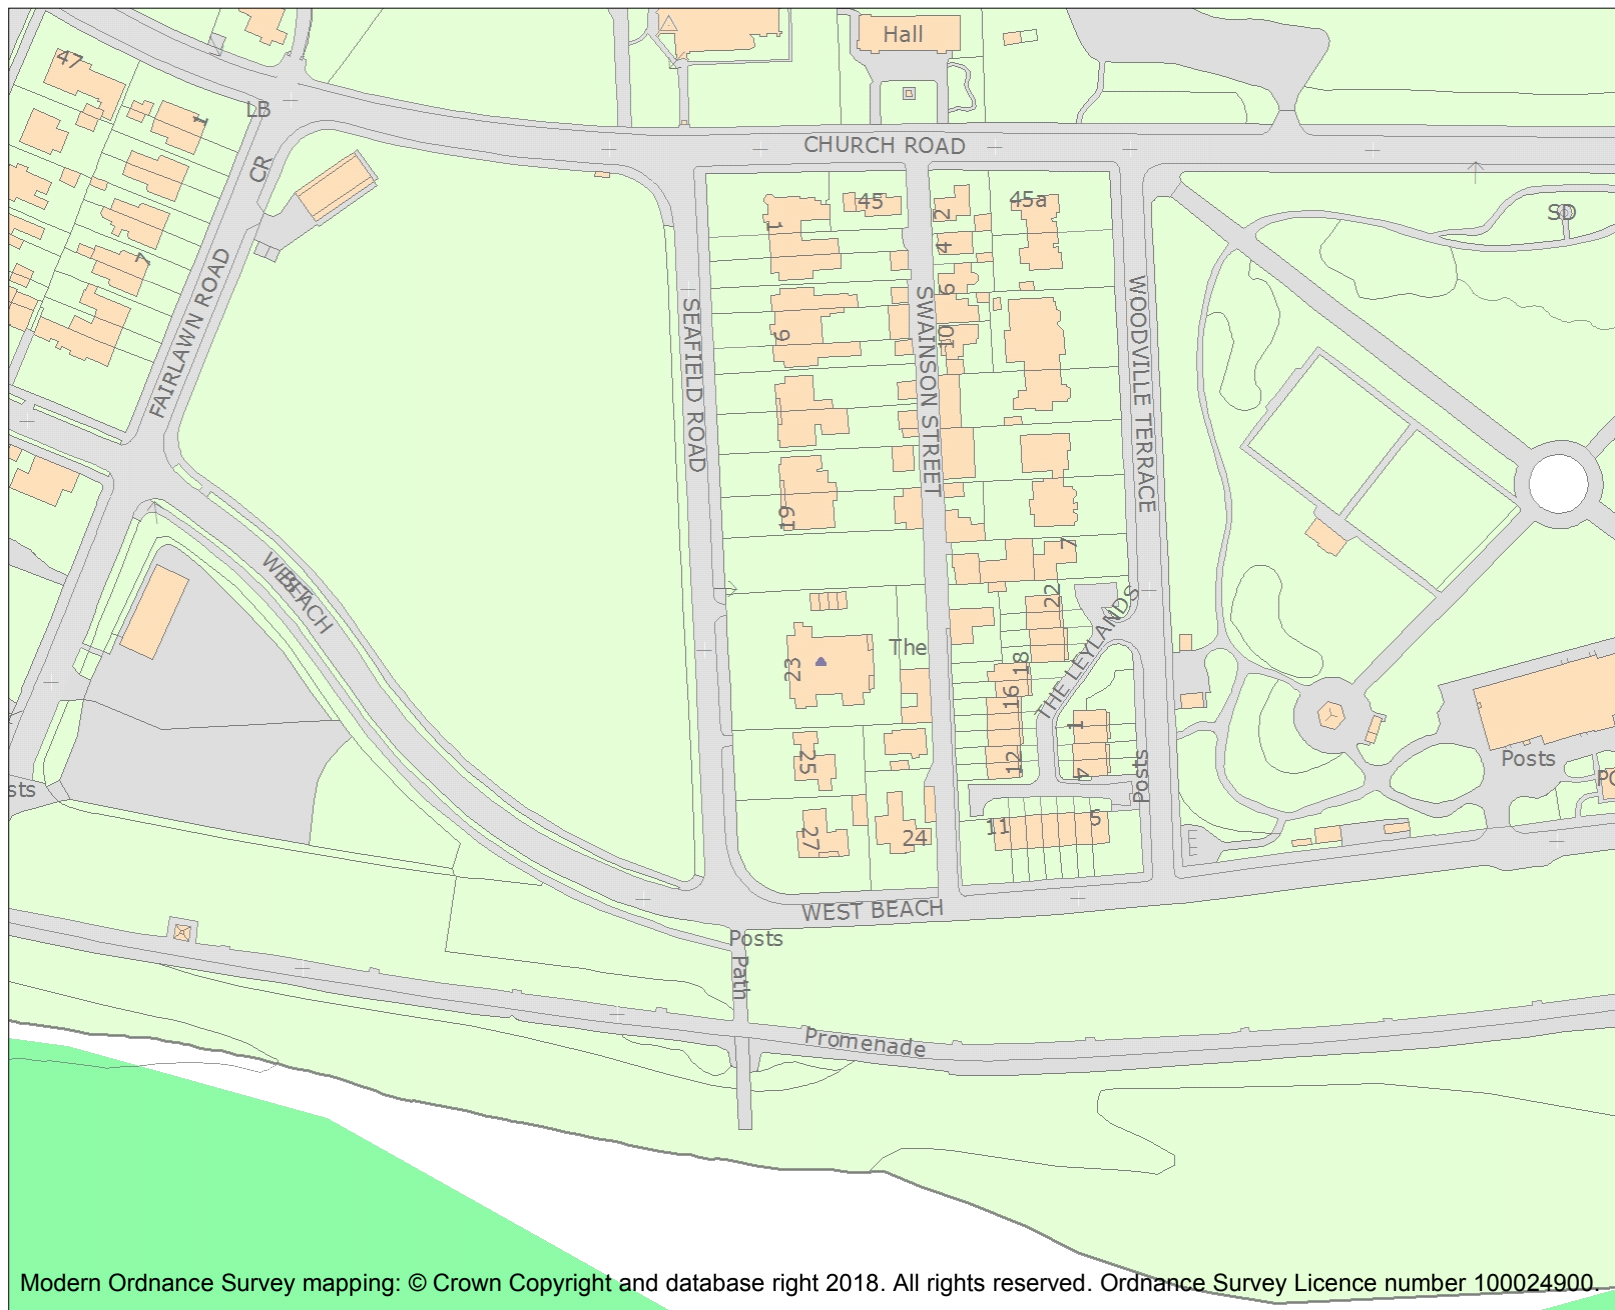 47
Hall
LB
1
CHURCH ROAD
CR
45
45a
2
SD
1
4
7
FAIRLAWN ROAD
6
SEAFIELD ROAD
SWAINSON STREET
WOODVILLE TERRACE
9
10
19
7
WEST BEACH
22
THE LEYLANDS
The
23
18
16
1
25
12
4
Posts
Posts
sts
PO
11
5
27
24
WEST BEACH
Posts
Path
Promenade
Modern Ordnance Survey mapping: © Crown Copyright and database right 2018. All rights reserved. Ordnance Survey Licence number 100024900.